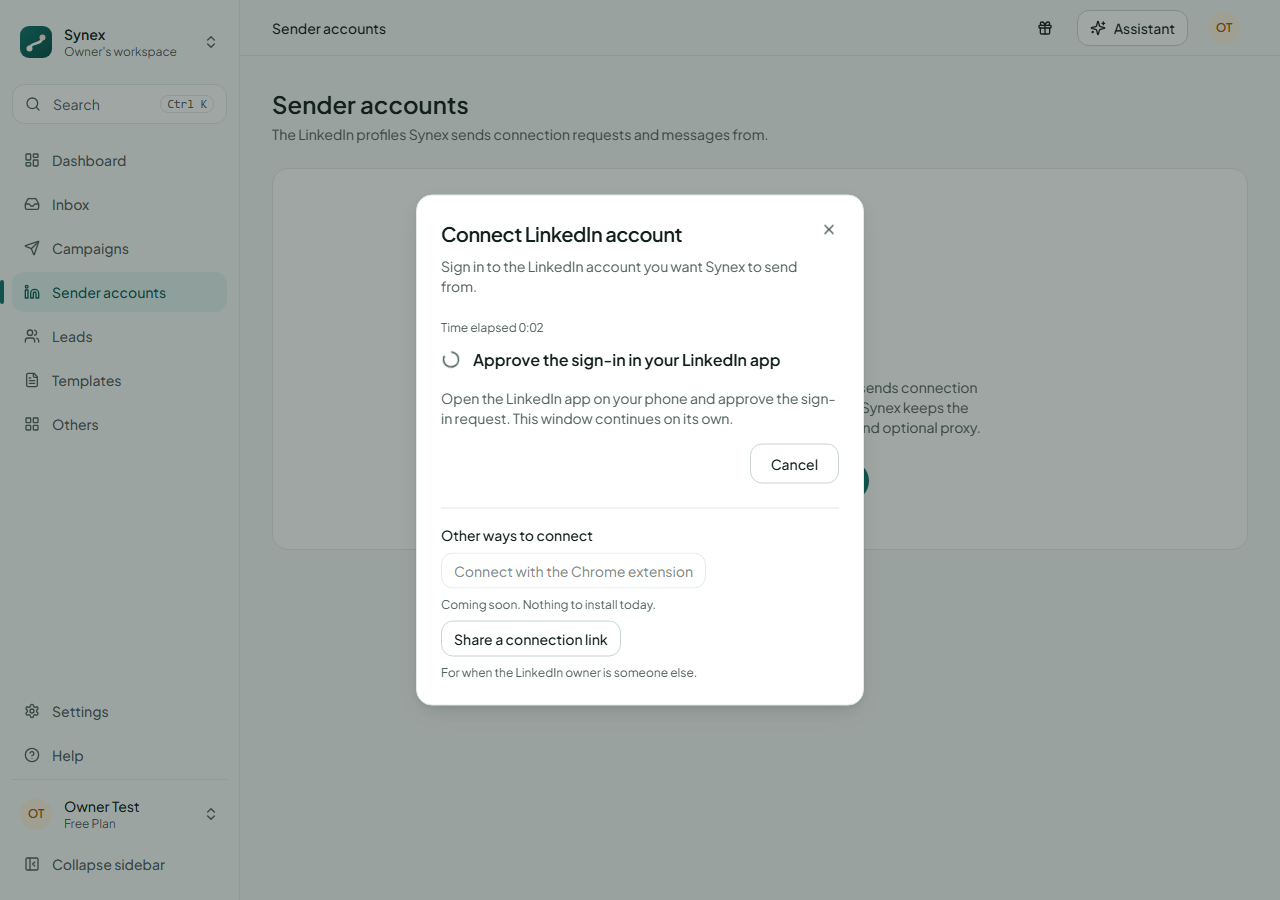 Synex
Owner's workspace
Search
Ctrl K
Dashboard
Inbox
Campaigns
Sender accounts
Leads
Templates
Others
Settings
Help
OT
Owner Test
Free Plan
Collapse sidebar
Sender accounts
Assistant
OT
Sender accounts
The LinkedIn profiles Synex sends connection requests and messages from.
Connect LinkedIn account
Sign in to the LinkedIn account you want Synex to send
from.
Time elapsed 0:02
Approve the sign-in in your LinkedIn app
Open the LinkedIn app on your phone and approve the sign-
in request. This window continues on its own.
Cancel
Other ways to connect
Connect with the Chrome extension
Coming soon. Nothing to install today.
Share a connection link
For when the LinkedIn owner is someone else.
connection
Synex keeps the
optional proxy.